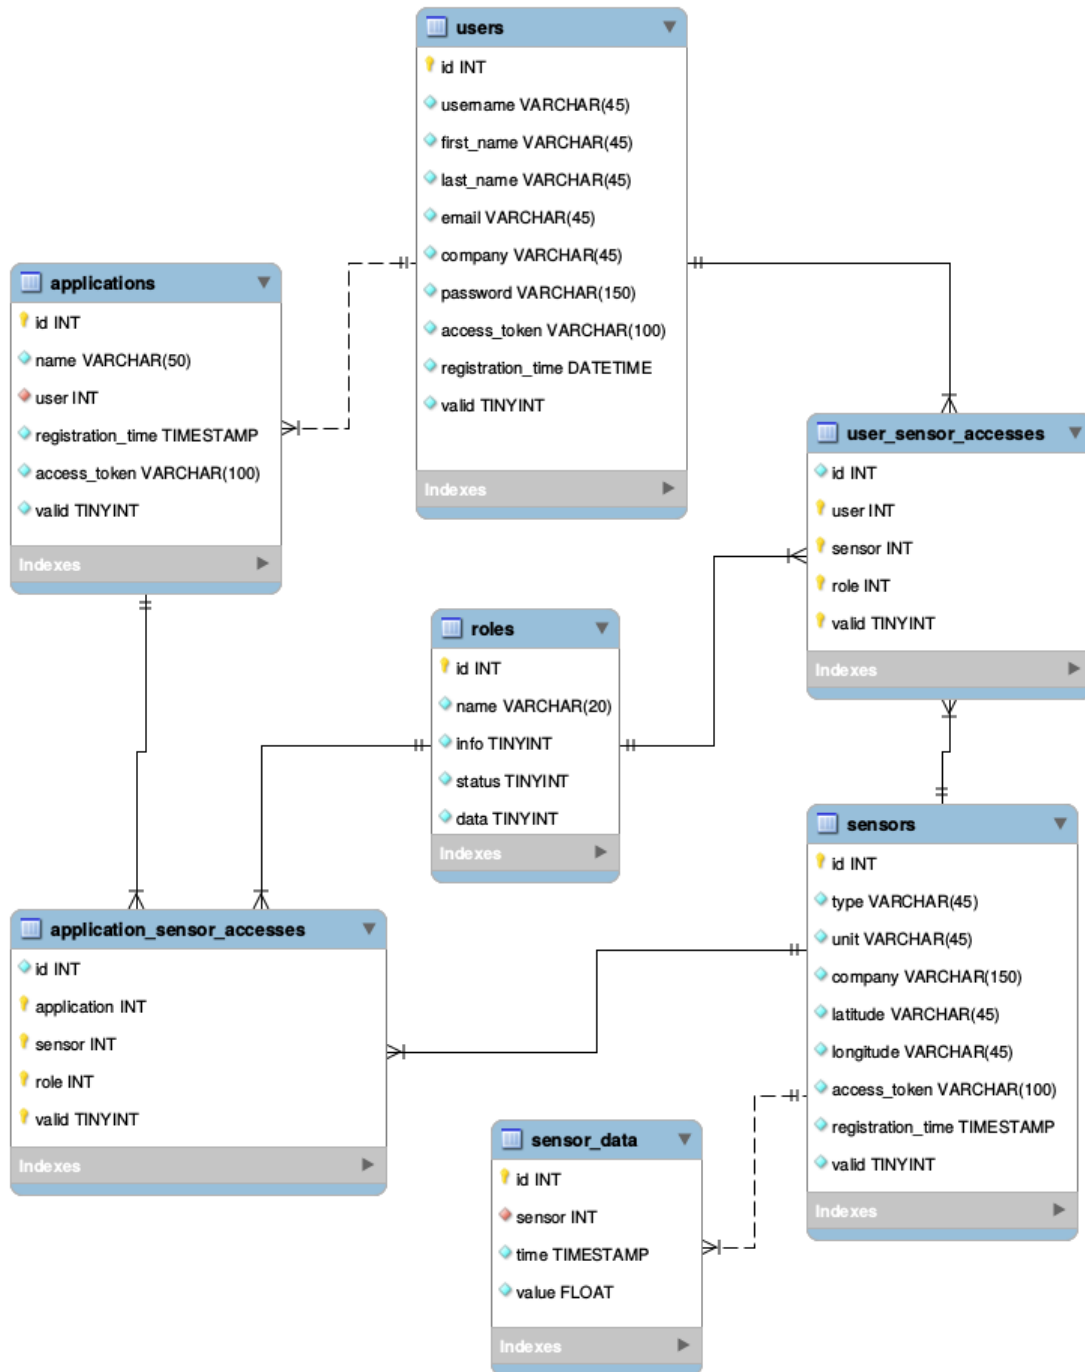 users
id INT
username VARCHAR(45)
first_name VARCHAR(45)
last_name VARCHAR(45)
email VARCHAR(45)
company VARCHAR(45)
password VARCHAR(150)
access_token VARCHAR(100)
registration_time DATETIME
valid TINYINT
Indexes
applications
id INT
name VARCHAR(50)
user INT
registration_time TIMESTAMP
access_token VARCHAR(100)
valid TINYINT
Indexes
user_sensor_accesses
id INT
user INT
sensor INT
role INT
valid TINYINT
Indexes
roles
id INT
name VARCHAR(20)
info TINYINT
status TINYINT
data TINYINT
Indexes
sensors
id INT
type VARCHAR(45)
unit VARCHAR(45)
company VARCHAR(150)
latitude VARCHAR(45)
longitude VARCHAR(45)
access_token VARCHAR(100)
registration_time TIMESTAMP
valid TINYINT
Indexes
application_sensor_accesses
id INT
application INT
sensor INT
role INT
valid TINYINT
Indexes
sensor_data
id INT
sensor INT
time TIMESTAMP
value FLOAT
Indexes